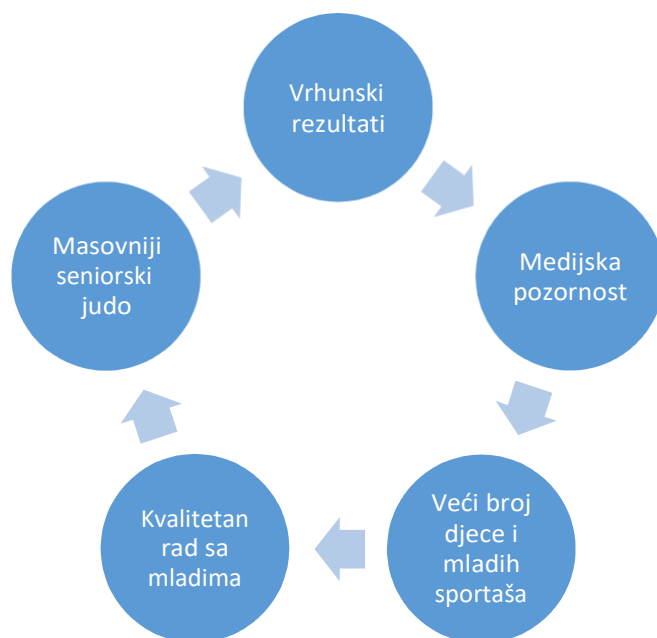 Vrhunski
rezultati
Medijska
pozornost
Veći broj
djece i
mladih
sportaša
Kvalitetan
rad sa
mladima
Masovniji
seniorski
judo